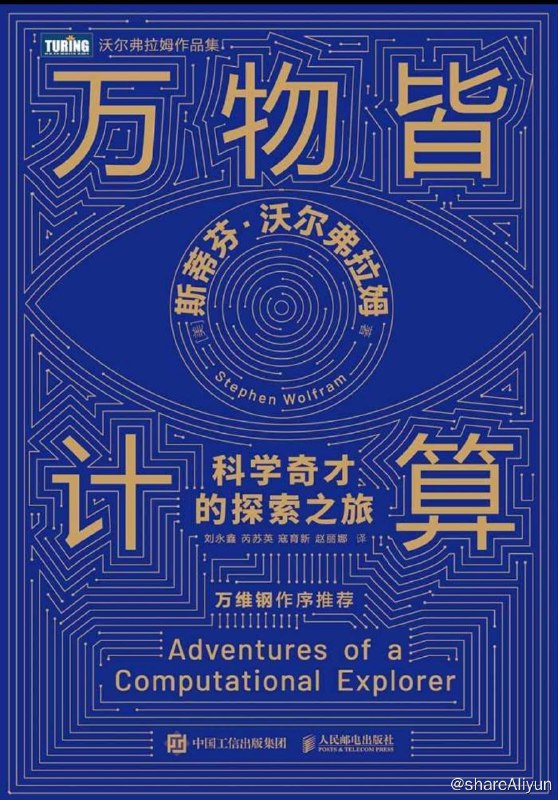 TURING 沃尔弗拉姆作品集
万物皆
斯蒂芬·沃尔弗拉姆
[美] 著
Stephen Wolfram
计算
科学奇才
的探索之旅
刘永鑫 芮苏英 寇育新 赵丽娜 译
万维钢作序推荐
Adventures of a
Computational Explorer
中国工信出版集团 人民邮电出版社
POSTS & TELECOM PRESS
@shareAliyun